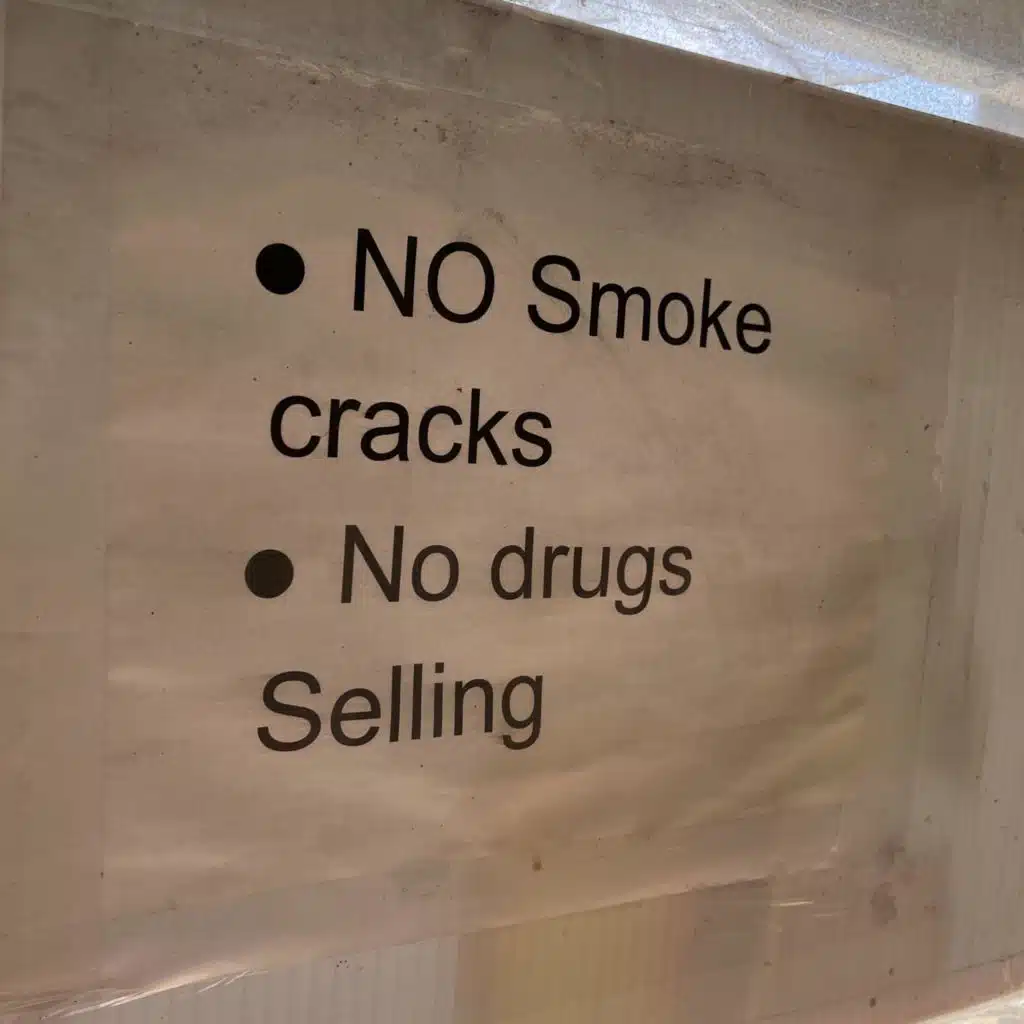 ● NO Smoke
cracks
● No drugs
Selling